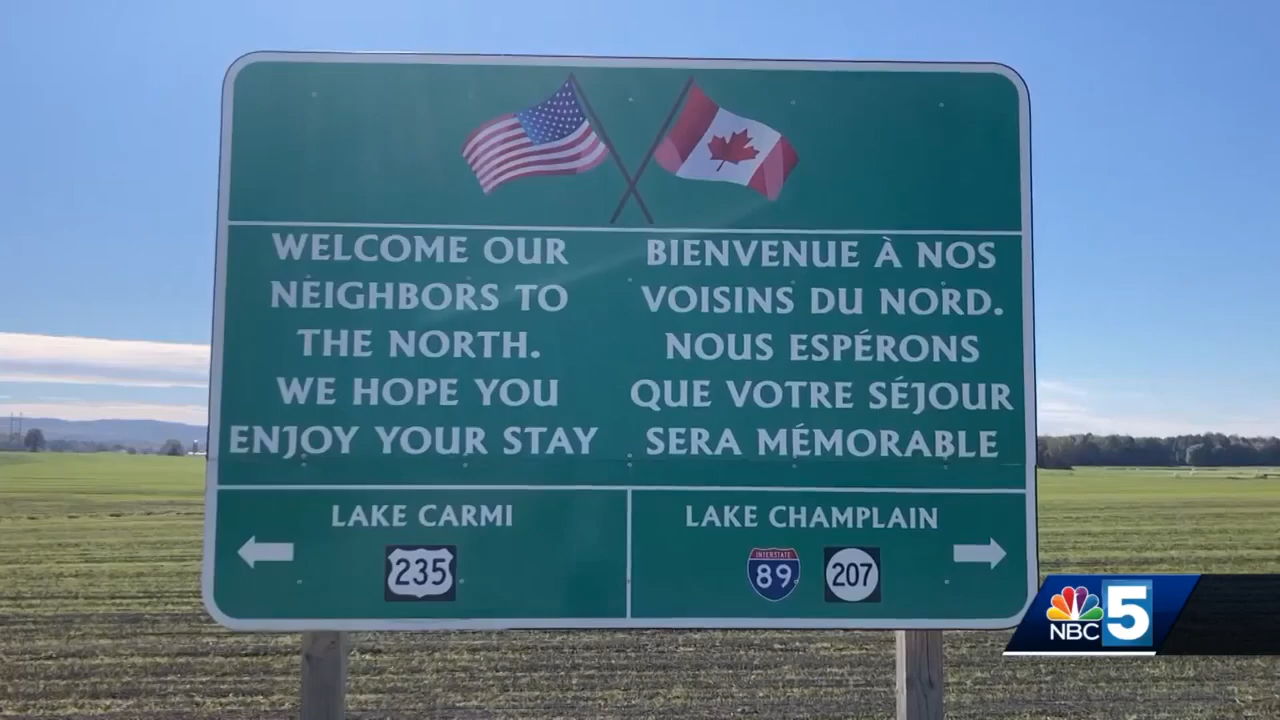 WELCOME OUR
NEIGHBORS TO
THE NORTH.
WE HOPE YOU
ENJOY YOUR STAY
BIENVENUE À NOS
VOISINS DU NORD.
NOUS ESPÉRONS
QUE VOTRE SÉJOUR
SERA MÉMORABLE
LAKE CARMI
235
LAKE CHAMPLAIN
INTERSTATE
89
207
NBC 5